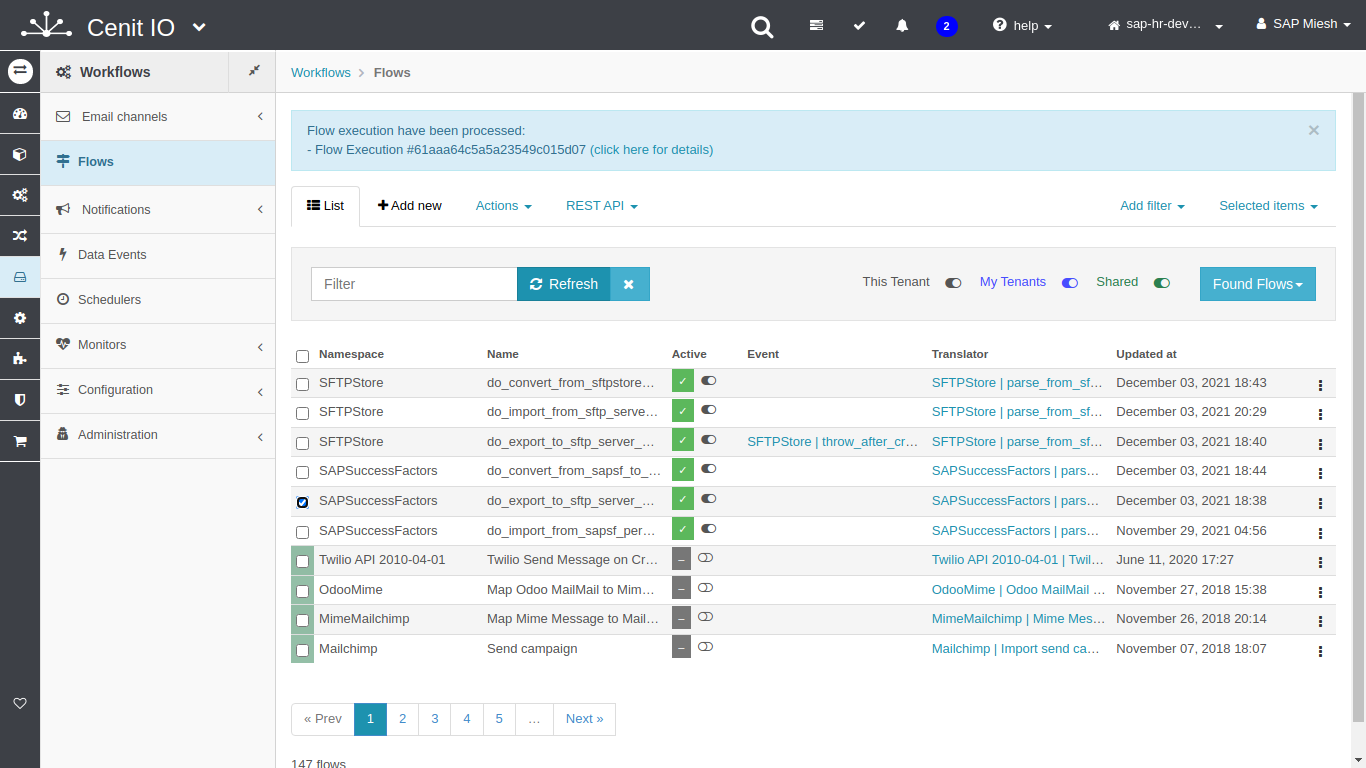 Cenit IO
2
help
sap-hr-dev…
SAP Miesh
Workflows
Email channels
Flows
Notifications
Data Events
Schedulers
Monitors
Configuration
Administration
Workflows > Flows
Flow execution have been processed:
- Flow Execution #61aaa64c5a5a23549c015d07 (click here for details)
×
List
Add new
Actions
REST API
Add filter
Selected items
Filter
Refresh
This Tenant
My Tenants
Shared
Found Flows
Namespace Name Active Event Translator Updated at
SFTPStore do_convert_from_sftpstore… ✓ SFTPStore | parse_from_sf… December 03, 2021 18:43
SFTPStore do_import_from_sftp_serve… ✓ SFTPStore | parse_from_sf… December 03, 2021 20:29
SFTPStore do_export_to_sftp_server_… ✓ SFTPStore | throw_after_cr… SFTPStore | parse_from_sf… December 03, 2021 18:40
SAPSuccessFactors do_convert_from_sapsf_to_… ✓ SAPSuccessFactors | pars… December 03, 2021 18:44
SAPSuccessFactors do_export_to_sftp_server_… ✓ SAPSuccessFactors | pars… December 03, 2021 18:38
SAPSuccessFactors do_import_from_sapsf_per… ✓ SAPSuccessFactors | pars… November 29, 2021 04:56
Twilio API 2010-04-01 Twilio Send Message on Cr… – Twilio API 2010-04-01 | Twil… June 11, 2020 17:27
OdooMime Map Odoo MailMail to Mim… – OdooMime | Odoo MailMail … November 27, 2018 15:38
MimeMailchimp Map Mime Message to Mail… – MimeMailchimp | Mime Mes… November 26, 2018 20:14
Mailchimp Send campaign – Mailchimp | Import send ca… November 07, 2018 18:07
« Prev 1 2 3 4 5 … Next »
147 flows